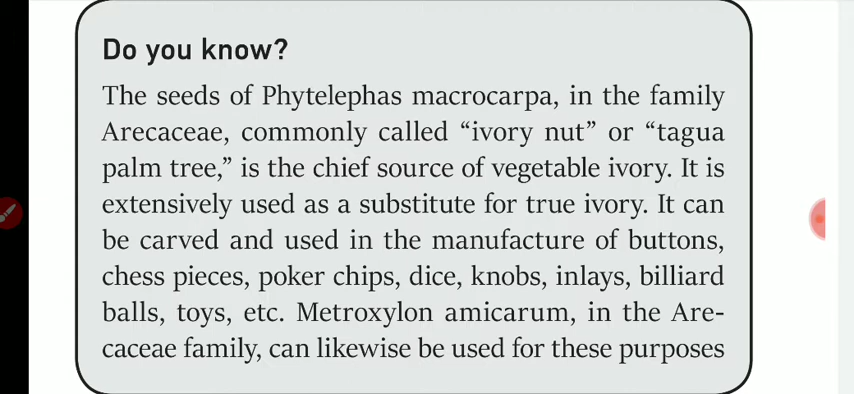 Do you know?
The seeds of Phytelephas macrocarpa, in the family
Arecaceae, commonly called “ivory nut” or “tagua
palm tree,” is the chief source of vegetable ivory. It is
extensively used as a substitute for true ivory. It can
be carved and used in the manufacture of buttons,
chess pieces, poker chips, dice, knobs, inlays, billiard
balls, toys, etc. Metroxylon amicarum, in the Are-
caceae family, can likewise be used for these purposes